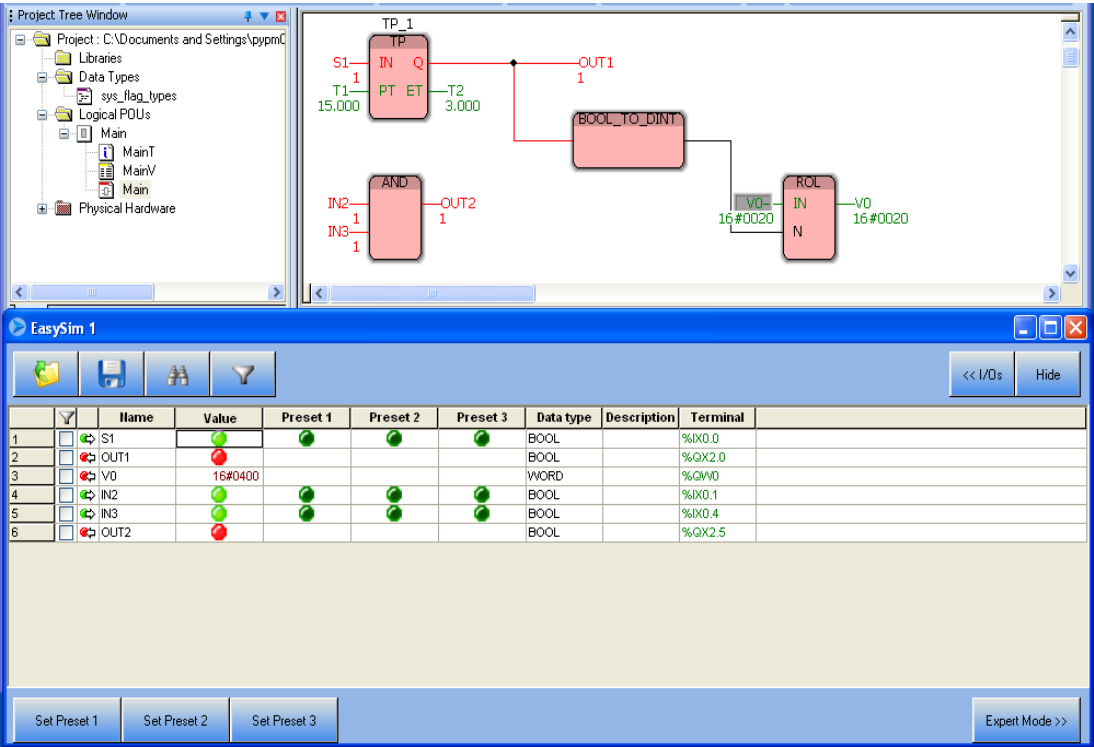 Project Tree Window
Project : C:\Documents and Settings\pypm0
Libraries
Data Types
sys_flag_types
Logical POUs
Main
MainT
MainV
Main
Physical Hardware
TP_1
TP
S1 IN Q OUT1
1 1
T1 PT ET T2
15.000 3.000
BOOL_TO_DINT
AND
IN2 OUT2
1 1
IN3
1
ROL
V0 IN V0
16#0020 16#0020
N
EasySim 1
<< I/Os Hide
Name Value Preset 1 Preset 2 Preset 3 Data type Description Terminal
1 S1 BOOL %IX0.0
2 OUT1 BOOL %QX2.0
3 V0 16#0400 WORD %QW0
4 IN2 BOOL %IX0.1
5 IN3 BOOL %IX0.4
6 OUT2 BOOL %QX2.5
Set Preset 1 Set Preset 2 Set Preset 3 Expert Mode >>